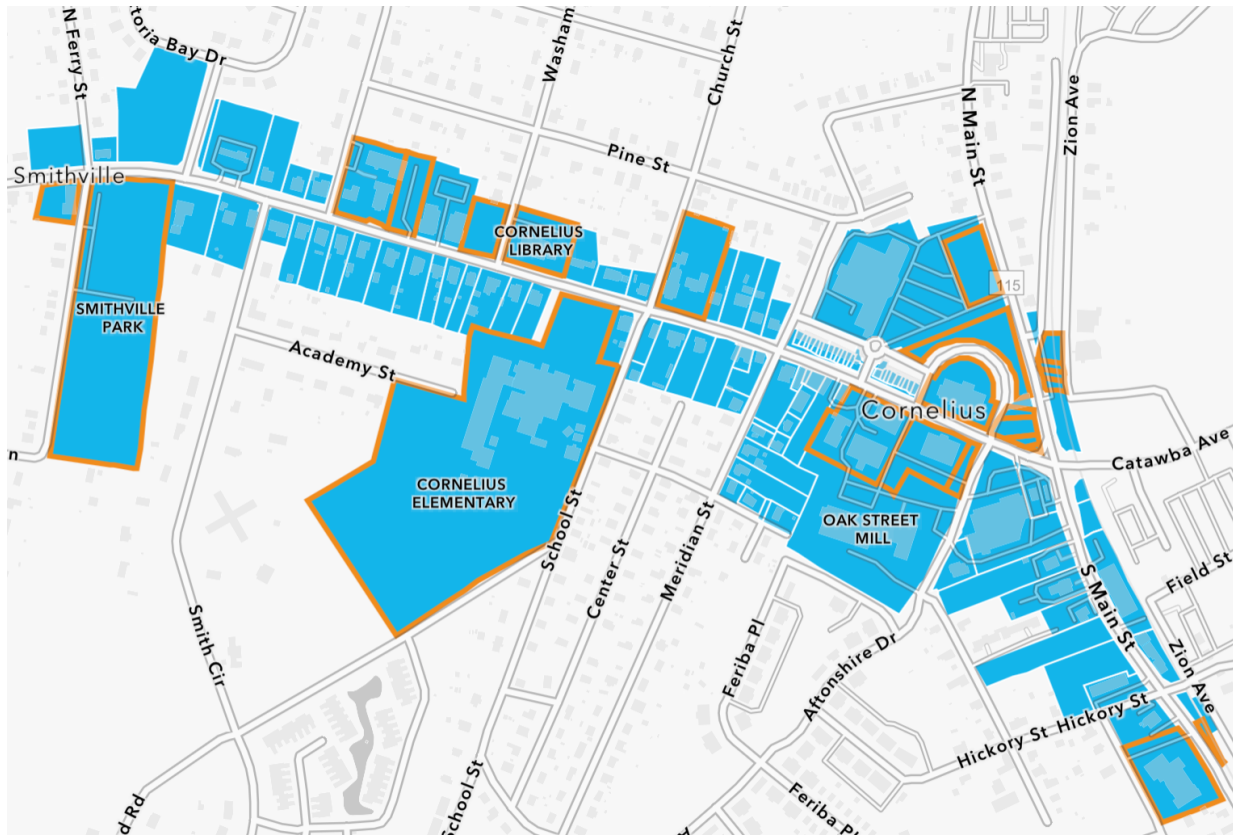 N Ferry St
toria Bay Dr
Washam
Church St
N Main St
Zion Ave
Pine St
Smithville
CORNELIUS
LIBRARY
115
SMITHVILLE
PARK
Academy St
Cornelius
Catawba Ave
CORNELIUS
ELEMENTARY
OAK STREET
MILL
School St
Center St
Meridian St
Field St
S Main St
Smith Cir
Feriba Pl
Aftonshire Dr
Zion Ave
Hickory St
Hickory St
School St
Feriba Pl
d Rd
n